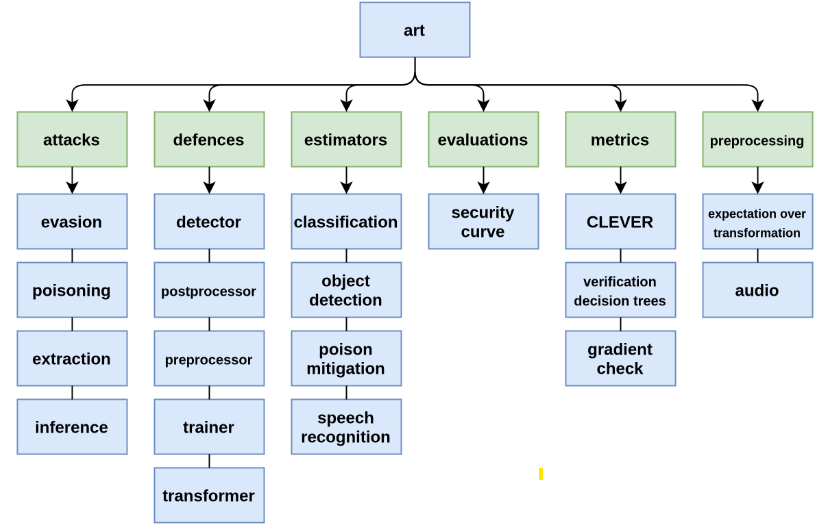 art
attacks
defences
estimators
evaluations
metrics
preprocessing
evasion
detector
classification
security
curve
CLEVER
expectation over
transformation
poisoning
postprocessor
object
detection
verification
decision trees
audio
extraction
preprocessor
poison
mitigation
gradient
check
inference
trainer
speech
recognition
transformer